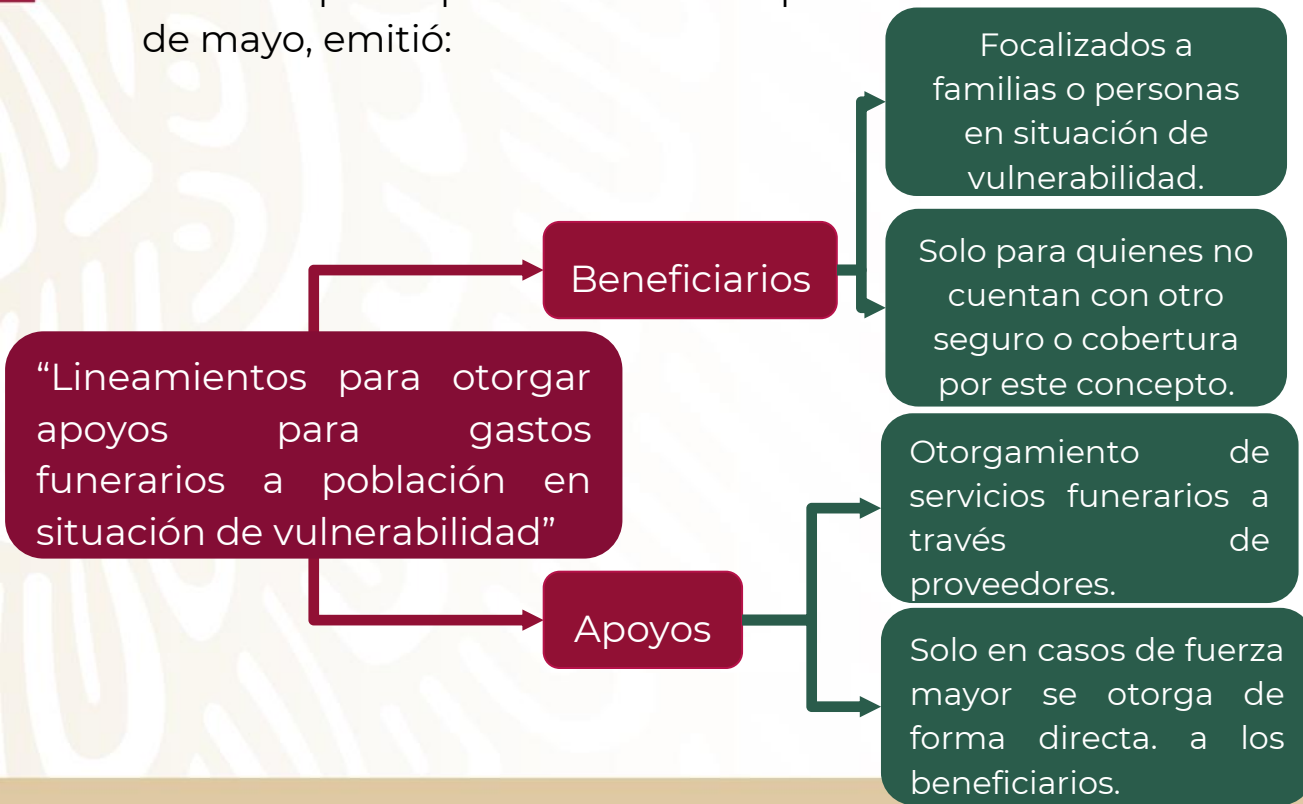 de mayo, emitió:
Focalizados a
familias o personas
en situación de
vulnerabilidad.
Solo para quienes no
cuentan con otro
seguro o cobertura
por este concepto.
Beneficiarios
“Lineamientos para otorgar
apoyos para gastos
funerarios a población en
situación de vulnerabilidad”
Otorgamiento de
servicios funerarios a
través de
proveedores.
Apoyos
Solo en casos de fuerza
mayor se otorga de
forma directa. a los
beneficiarios.